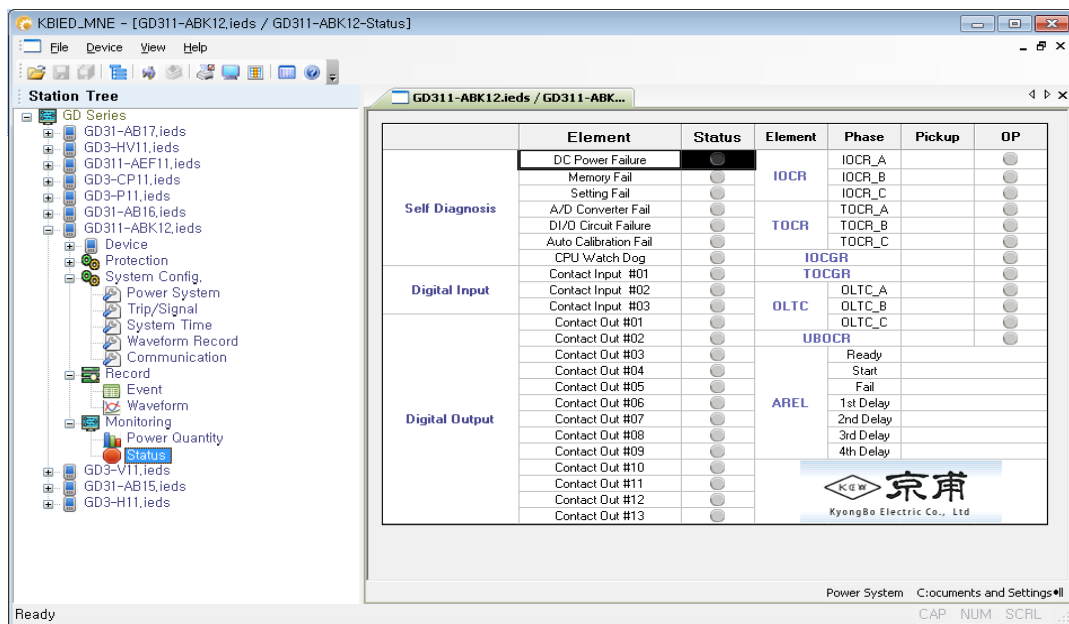 KBIED_MNE - [GD311-ABK12.ieds / GD311-ABK12-Status]
File Device View Help
Station Tree
GD311-ABK12.ieds / GD311-ABK...
GD Series
GD31-AB17.ieds
GD3-HV11.ieds
GD311-AEF11.ieds
GD3-CP11.ieds
GD3-P11.ieds
GD31-AB16.ieds
GD311-ABK12.ieds
Device
Protection
System Config.
Power System
Trip/Signal
System Time
Waveform Record
Communication
Record
Event
Waveform
Monitoring
Power Quantity
Status
GD3-V11.ieds
GD31-AB15.ieds
GD3-H11.ieds
Element Status Element Phase Pickup OP
Self Diagnosis
DC Power Failure
Memory Fail
Setting Fail
A/D Converter Fail
DI/O Circuit Failure
Auto Calibration Fail
CPU Watch Dog
Digital Input
Contact Input #01
Contact Input #02
Contact Input #03
Digital Output
Contact Out #01
Contact Out #02
Contact Out #03
Contact Out #04
Contact Out #05
Contact Out #06
Contact Out #07
Contact Out #08
Contact Out #09
Contact Out #10
Contact Out #11
Contact Out #12
Contact Out #13
IOCR
IOCR_A
IOCR_B
IOCR_C
TOCR
TOCR_A
TOCR_B
TOCR_C
IOCGR
TOCGR
OLTC
OLTC_A
OLTC_B
OLTC_C
UBOCR
AREL
Ready
Start
Fail
1st Delay
2nd Delay
3rd Delay
4th Delay
KEW 京甫
KyongBo Electric Co., Ltd
Power System C:ocuments and Settings•ll
Ready CAP NUM SCRL